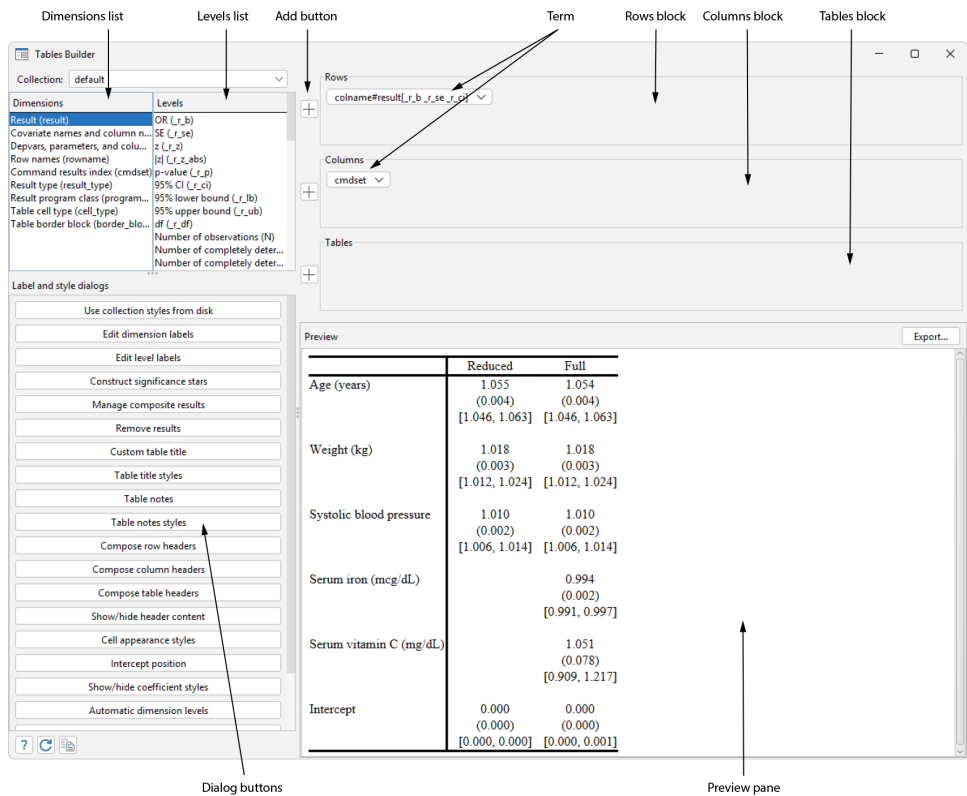 Dimensions list
Levels list
Add button
Term
Rows block
Columns block
Tables block
Tables Builder
Collection: default
Dimensions
Levels
Result (result)
Covariate names and column n...
Depvars, parameters, and colu...
Row names (rowname)
Command results index (cmdset)
Result type (result_type)
Result program class (program...
Table cell type (cell_type)
Table border block (border_blo...
OR (_r_b)
SE (_r_se)
z (_r_z)
|z| (_r_z_abs)
p-value (_r_p)
95% CI (_r_ci)
95% lower bound (_r_lb)
95% upper bound (_r_ub)
df (_r_df)
Number of observations (N)
Number of completely deter...
Number of completely deter...
Rows
colname#result[_r_b _r_se _r_ci]
Columns
cmdset
Tables
Label and style dialogs
Use collection styles from disk
Edit dimension labels
Edit level labels
Construct significance stars
Manage composite results
Remove results
Custom table title
Table title styles
Table notes
Table notes styles
Compose row headers
Compose column headers
Compose table headers
Show/hide header content
Cell appearance styles
Intercept position
Show/hide coefficient styles
Automatic dimension levels
Preview
Export...
Reduced Full
Age (years) 1.055 1.054
(0.004) (0.004)
[1.046, 1.063] [1.046, 1.063]
Weight (kg) 1.018 1.018
(0.003) (0.003)
[1.012, 1.024] [1.012, 1.024]
Systolic blood pressure 1.010 1.010
(0.002) (0.002)
[1.006, 1.014] [1.006, 1.014]
Serum iron (mcg/dL) 0.994
(0.002)
[0.991, 0.997]
Serum vitamin C (mg/dL) 1.051
(0.078)
[0.909, 1.217]
Intercept 0.000 0.000
(0.000) (0.000)
[0.000, 0.000] [0.000, 0.001]
?
Dialog buttons
Preview pane